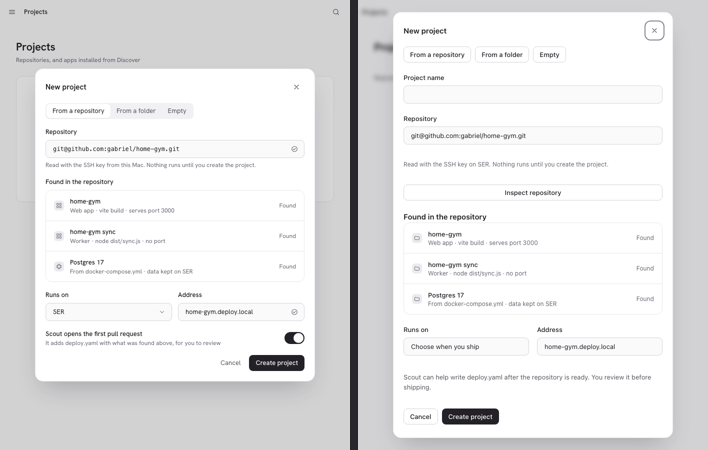 Projects
Projects
Repositories, and apps installed from Discover
New project
From a repository
From a folder
Empty
Repository
git@github.com:gabriel/home-gym.git
Read with the SSH key from this Mac. Nothing runs until you create the project.
Found in the repository
home-gym
Web app · vite build · serves port 3000
Found
home-gym sync
Worker · node dist/sync.js · no port
Found
Postgres 17
From docker-compose.yml · data kept on SER
Found
Runs on
Address
SER
home-gym.deploy.local
Scout opens the first pull request
It adds deploy.yaml with what was found above, for you to review
Cancel
Create project
New project
From a repository
From a folder
Empty
Project name
Repository
git@github.com:gabriel/home-gym.git
Read with the SSH key on SER. Nothing runs until you create the project.
Inspect repository
Found in the repository
home-gym
Web app · vite build · serves port 3000
Found
home-gym sync
Worker · node dist/sync.js · no port
Found
Postgres 17
From docker-compose.yml · data kept on SER
Found
Runs on
Address
Choose when you ship
home-gym.deploy.local
Scout can help write deploy.yaml after the repository is ready. You review it before
shipping.
Cancel
Create project